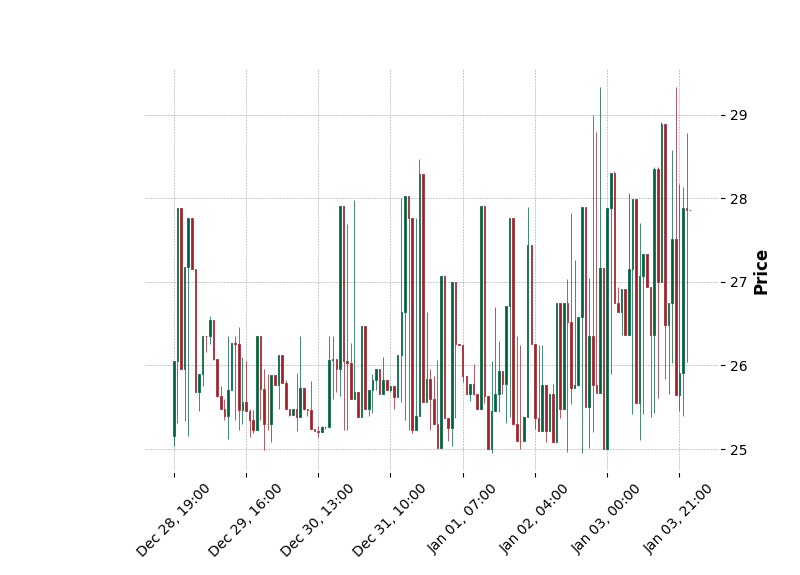 29
28
27
26
25
Price
Dec 28, 19:00
Dec 29, 16:00
Dec 30, 13:00
Dec 31, 10:00
Jan 01, 07:00
Jan 02, 04:00
Jan 03, 00:00
Jan 03, 21:00